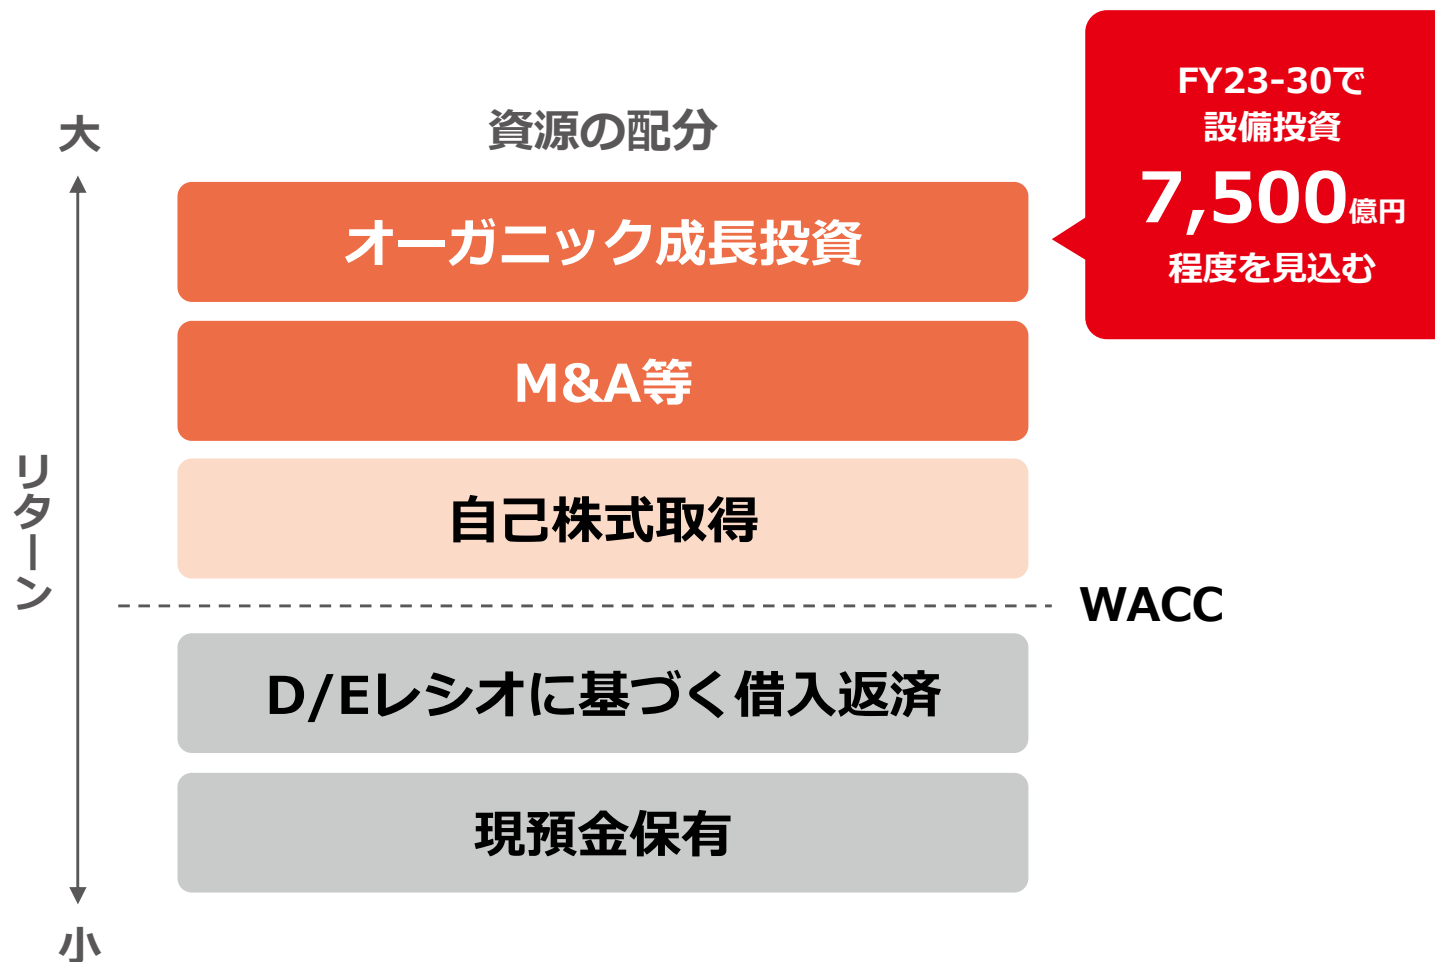 FY23-30で
設備投資
7,500億円
程度を見込む
大
資源の配分
オーガニック成長投資
M&A等
リターン
自己株式取得
WACC
D/Eレシオに基づく借入返済
現預金保有
小